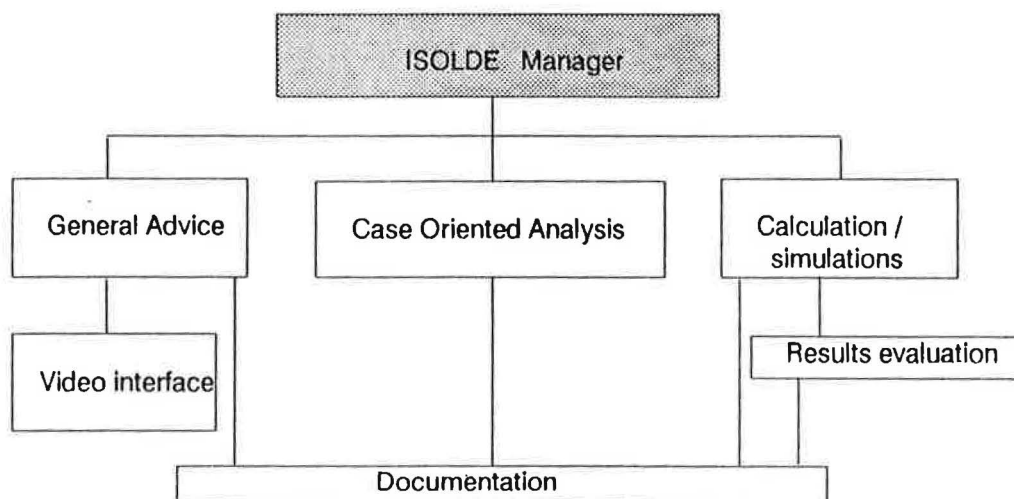 ISOLDE Manager
General Advice
Case Oriented Analysis
Calculation /
simulations
Video interface
Results evaluation
Documentation